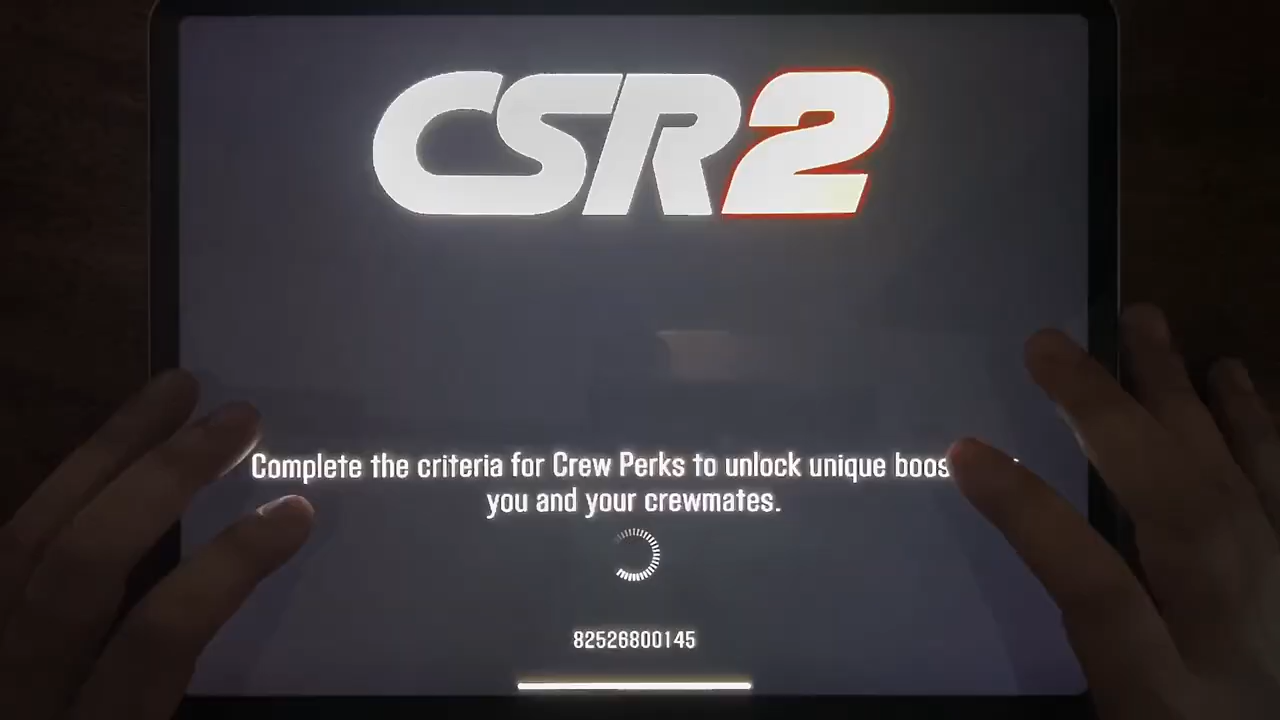 CSR2
Complete the criteria for Crew Perks to unlock unique
you and your crewmates.
82526800145